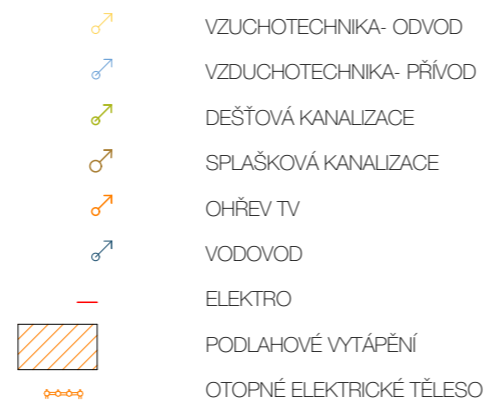 VZUCHOTECHNIKA- ODVOD
VZDUCHOTECHNIKA- PŘÍVOD
DEŠŤOVÁ KANALIZACE
SPLAŠKOVÁ KANALIZACE
OHŘEV TV
VODOVOD
ELEKTRO
PODLAHOVÉ VYTÁPĚNÍ
OTOPNÉ ELEKTRICKÉ TĚLESO